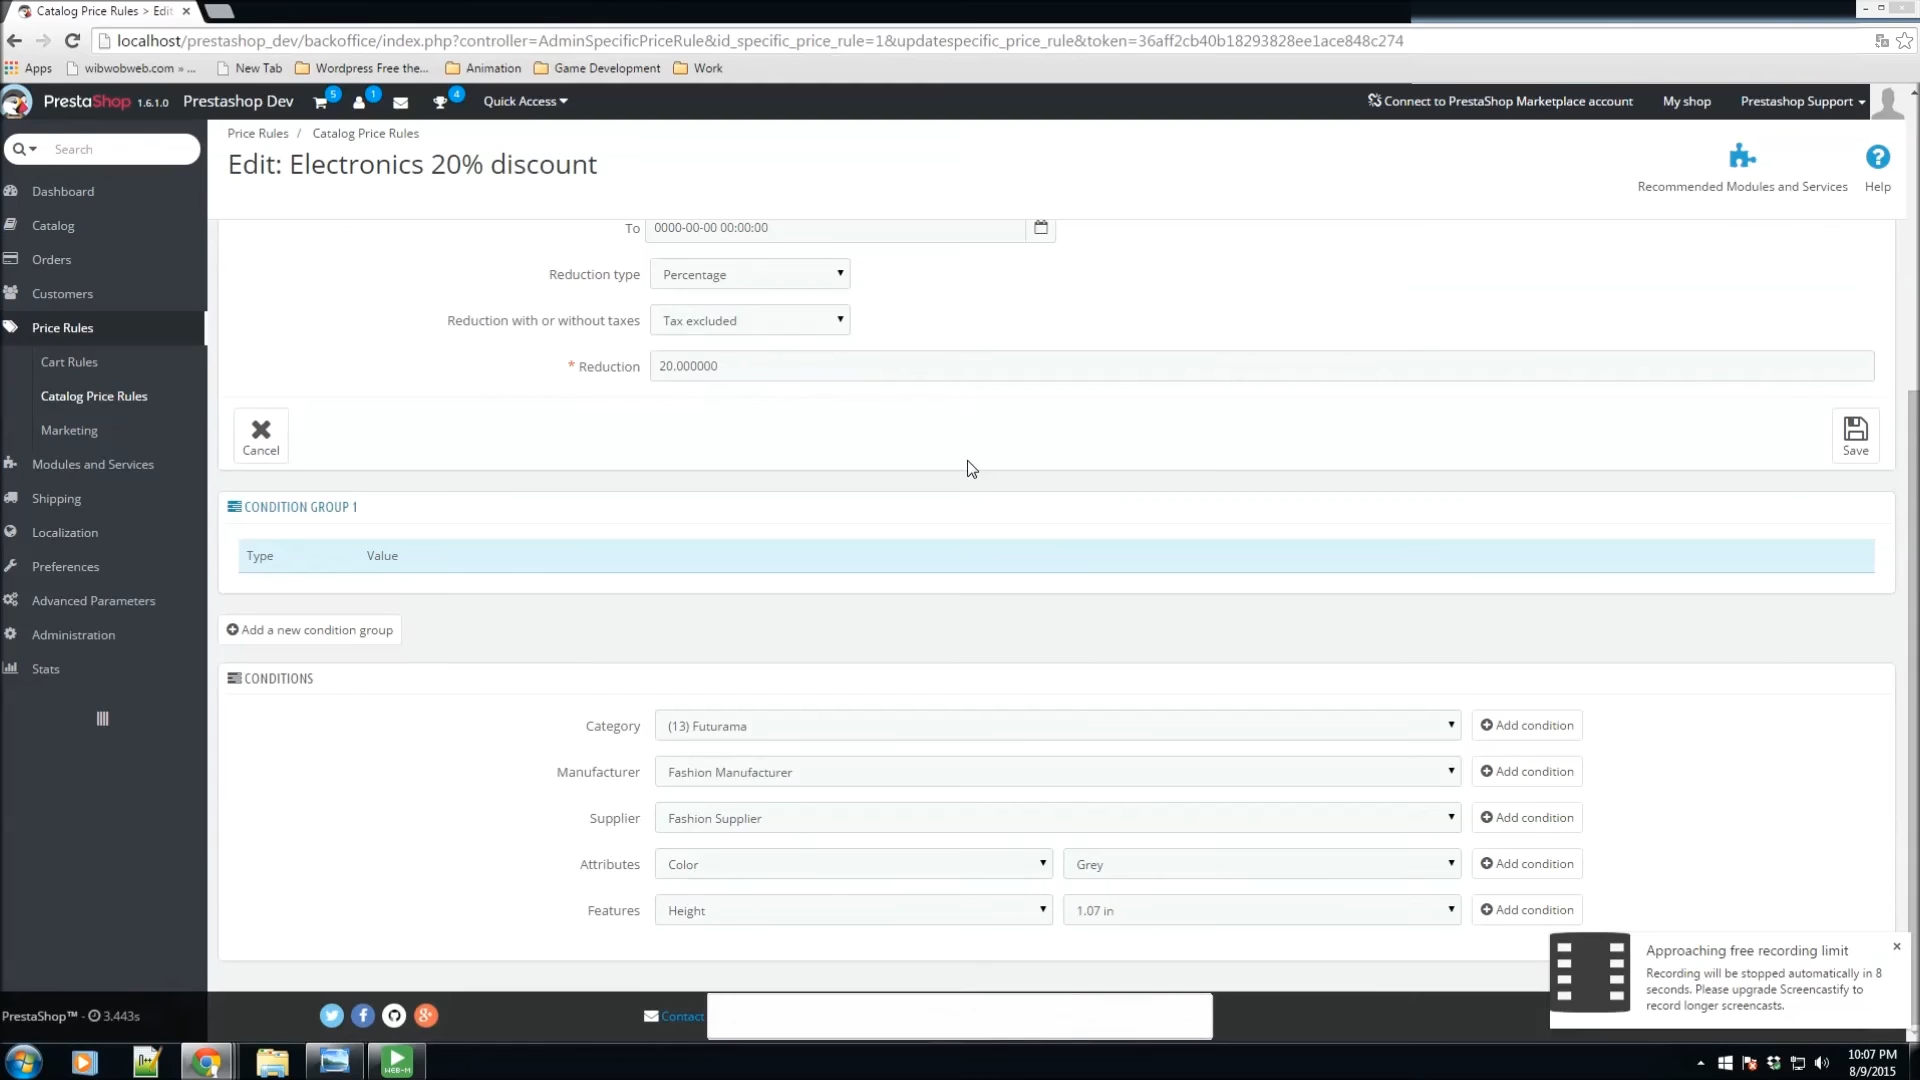 Catalog Price Rules > Edit
localhost/prestashop_dev/backoffice/index.php?controller=AdminSpecificPriceRule&id_specific_price_rule=1&updatespecific_price_rule&token=36aff2cb40b18293828ee1ace848c274
Apps wibwobweb.com » ... New Tab Wordpress Free the... Animation Game Development Work
PrestaShop 1.6.1.0 Prestashop Dev 5 1 4 Quick Access Connect to PrestaShop Marketplace account My shop Prestashop Support
Search
Dashboard
Catalog
Orders
Customers
Price Rules
Cart Rules
Catalog Price Rules
Marketing
Modules and Services
Shipping
Localization
Preferences
Advanced Parameters
Administration
Stats
Price Rules / Catalog Price Rules
Edit: Electronics 20% discount
Recommended Modules and Services
Help
To 0000-00-00 00:00:00
Reduction type Percentage
Reduction with or without taxes Tax excluded
* Reduction 20.000000
Cancel
Save
CONDITION GROUP 1
Type Value
Add a new condition group
CONDITIONS
Category (13) Futurama Add condition
Manufacturer Fashion Manufacturer Add condition
Supplier Fashion Supplier Add condition
Attributes Color Grey Add condition
Features Height 1.07 in Add condition
Approaching free recording limit
Recording will be stopped automatically in 8
seconds. Please upgrade Screencastify to
record longer screencasts.
PrestaShop™ - 3.443s
Contact
WEB-M
10:07 PM
8/9/2015